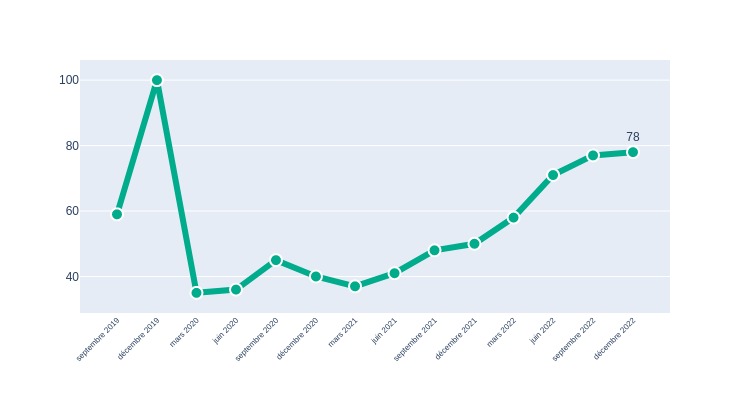 100
80
60
40
78
septembre 2019
décembre 2019
mars 2020
juin 2020
septembre 2020
décembre 2020
mars 2021
juin 2021
septembre 2021
décembre 2021
mars 2022
juin 2022
septembre 2022
décembre 2022